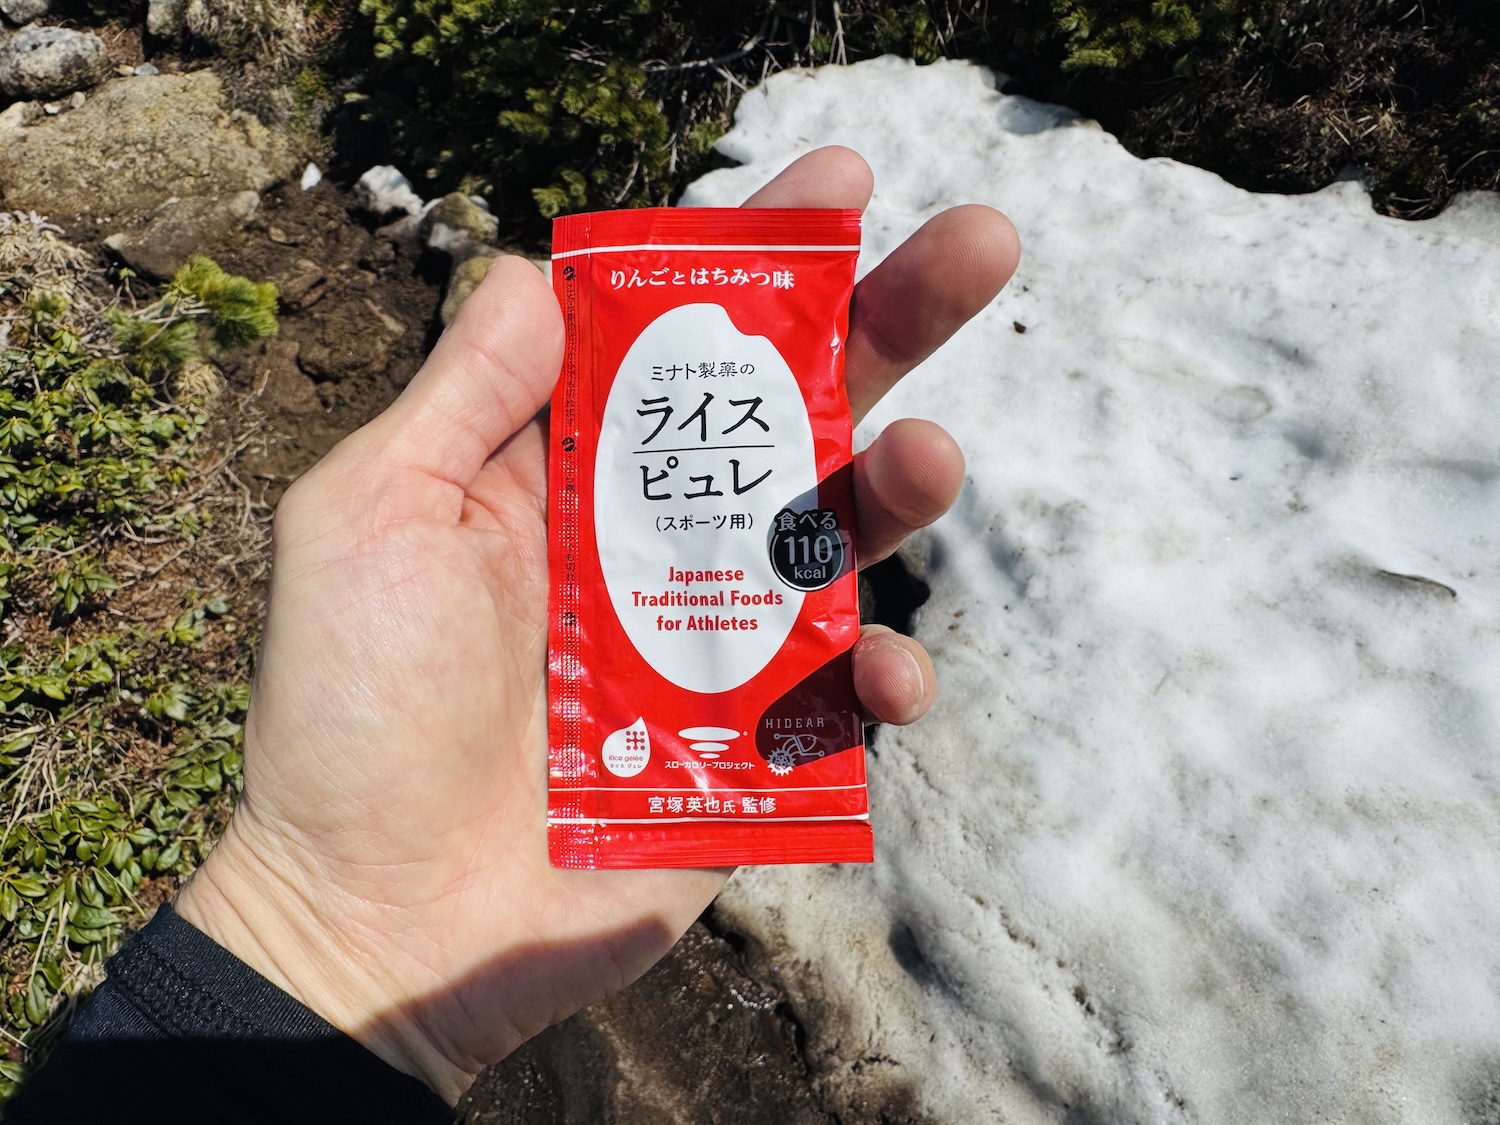 りんごとはちみつ味
ミナト製薬の
ライス
ピュレ
(スポーツ用)
食べる
110
kcal
Japanese
Traditional Foods
for Athletes
Rice gelée
ライス ジュレ
スローカロリープロジェクト
HIDEAR
宮塚英也氏 監修